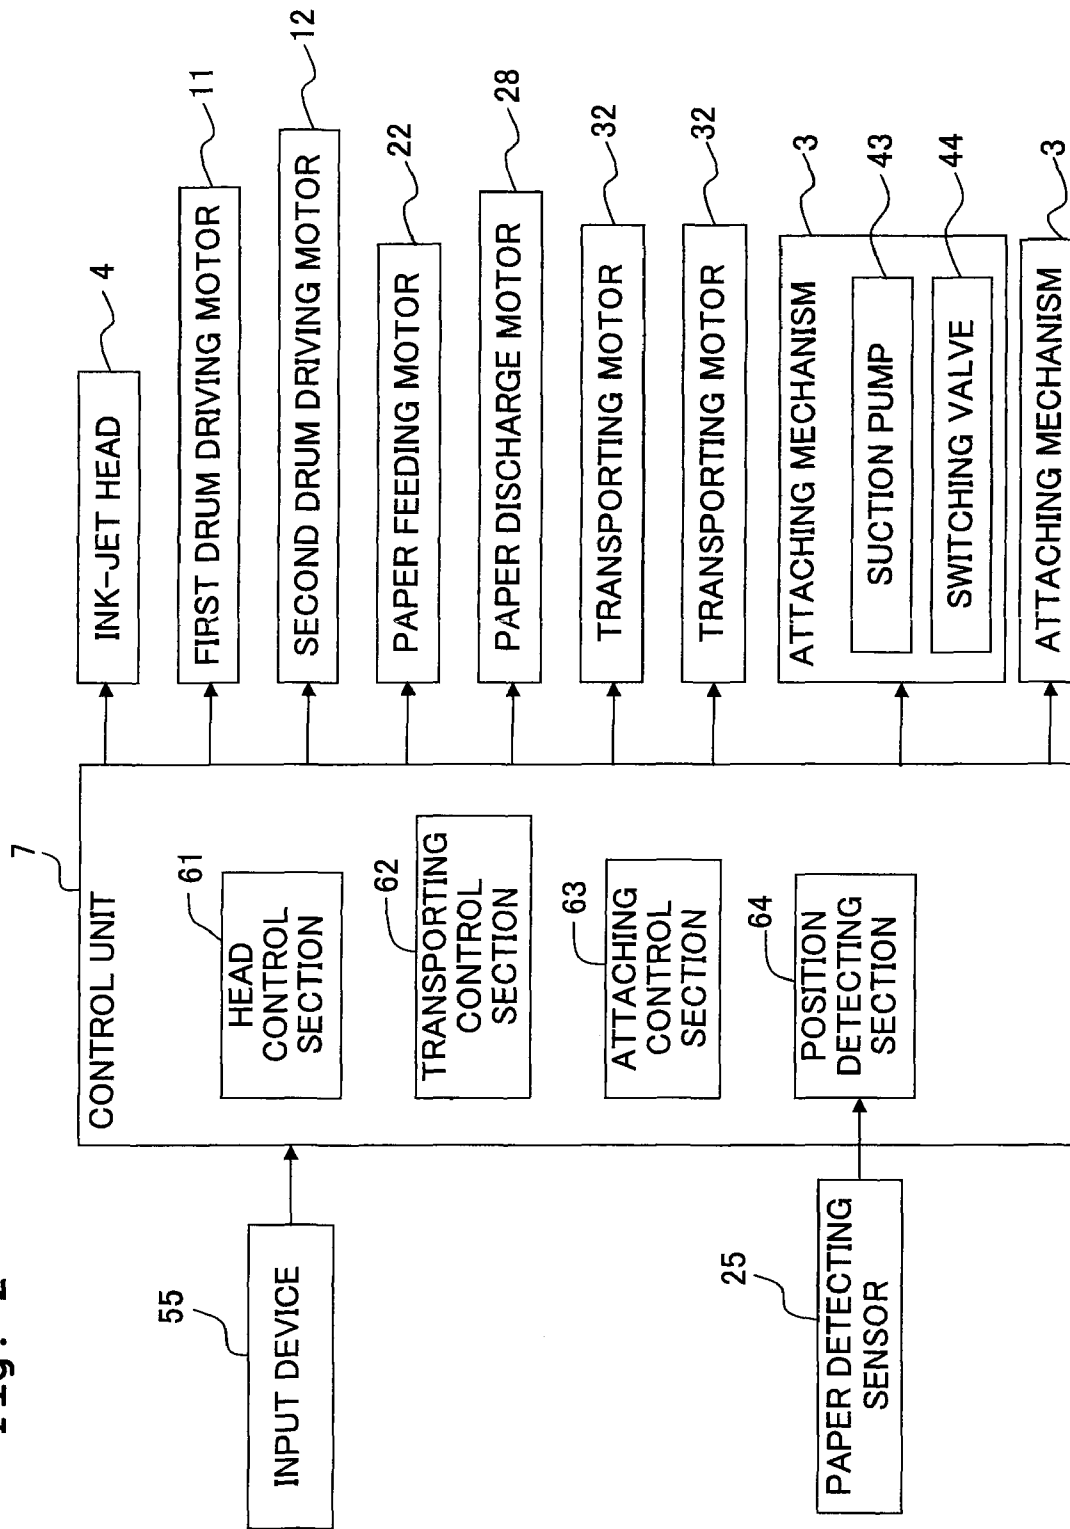 Fig. 2
7
CONTROL UNIT
61
HEAD
CONTROL
SECTION
62
TRANSPORTING
CONTROL
SECTION
63
ATTACHING
CONTROL
SECTION
64
POSITION
DETECTING
SECTION
55
INPUT DEVICE
25
PAPER DETECTING
SENSOR
INK-JET HEAD
4
FIRST DRUM DRIVING MOTOR
11
SECOND DRUM DRIVING MOTOR
12
PAPER FEEDING MOTOR
22
PAPER DISCHARGE MOTOR
28
TRANSPORTING MOTOR
32
TRANSPORTING MOTOR
32
ATTACHING MECHANISM
3
SUCTION PUMP
43
SWITCHING VALVE
44
ATTACHING MECHANISM
3